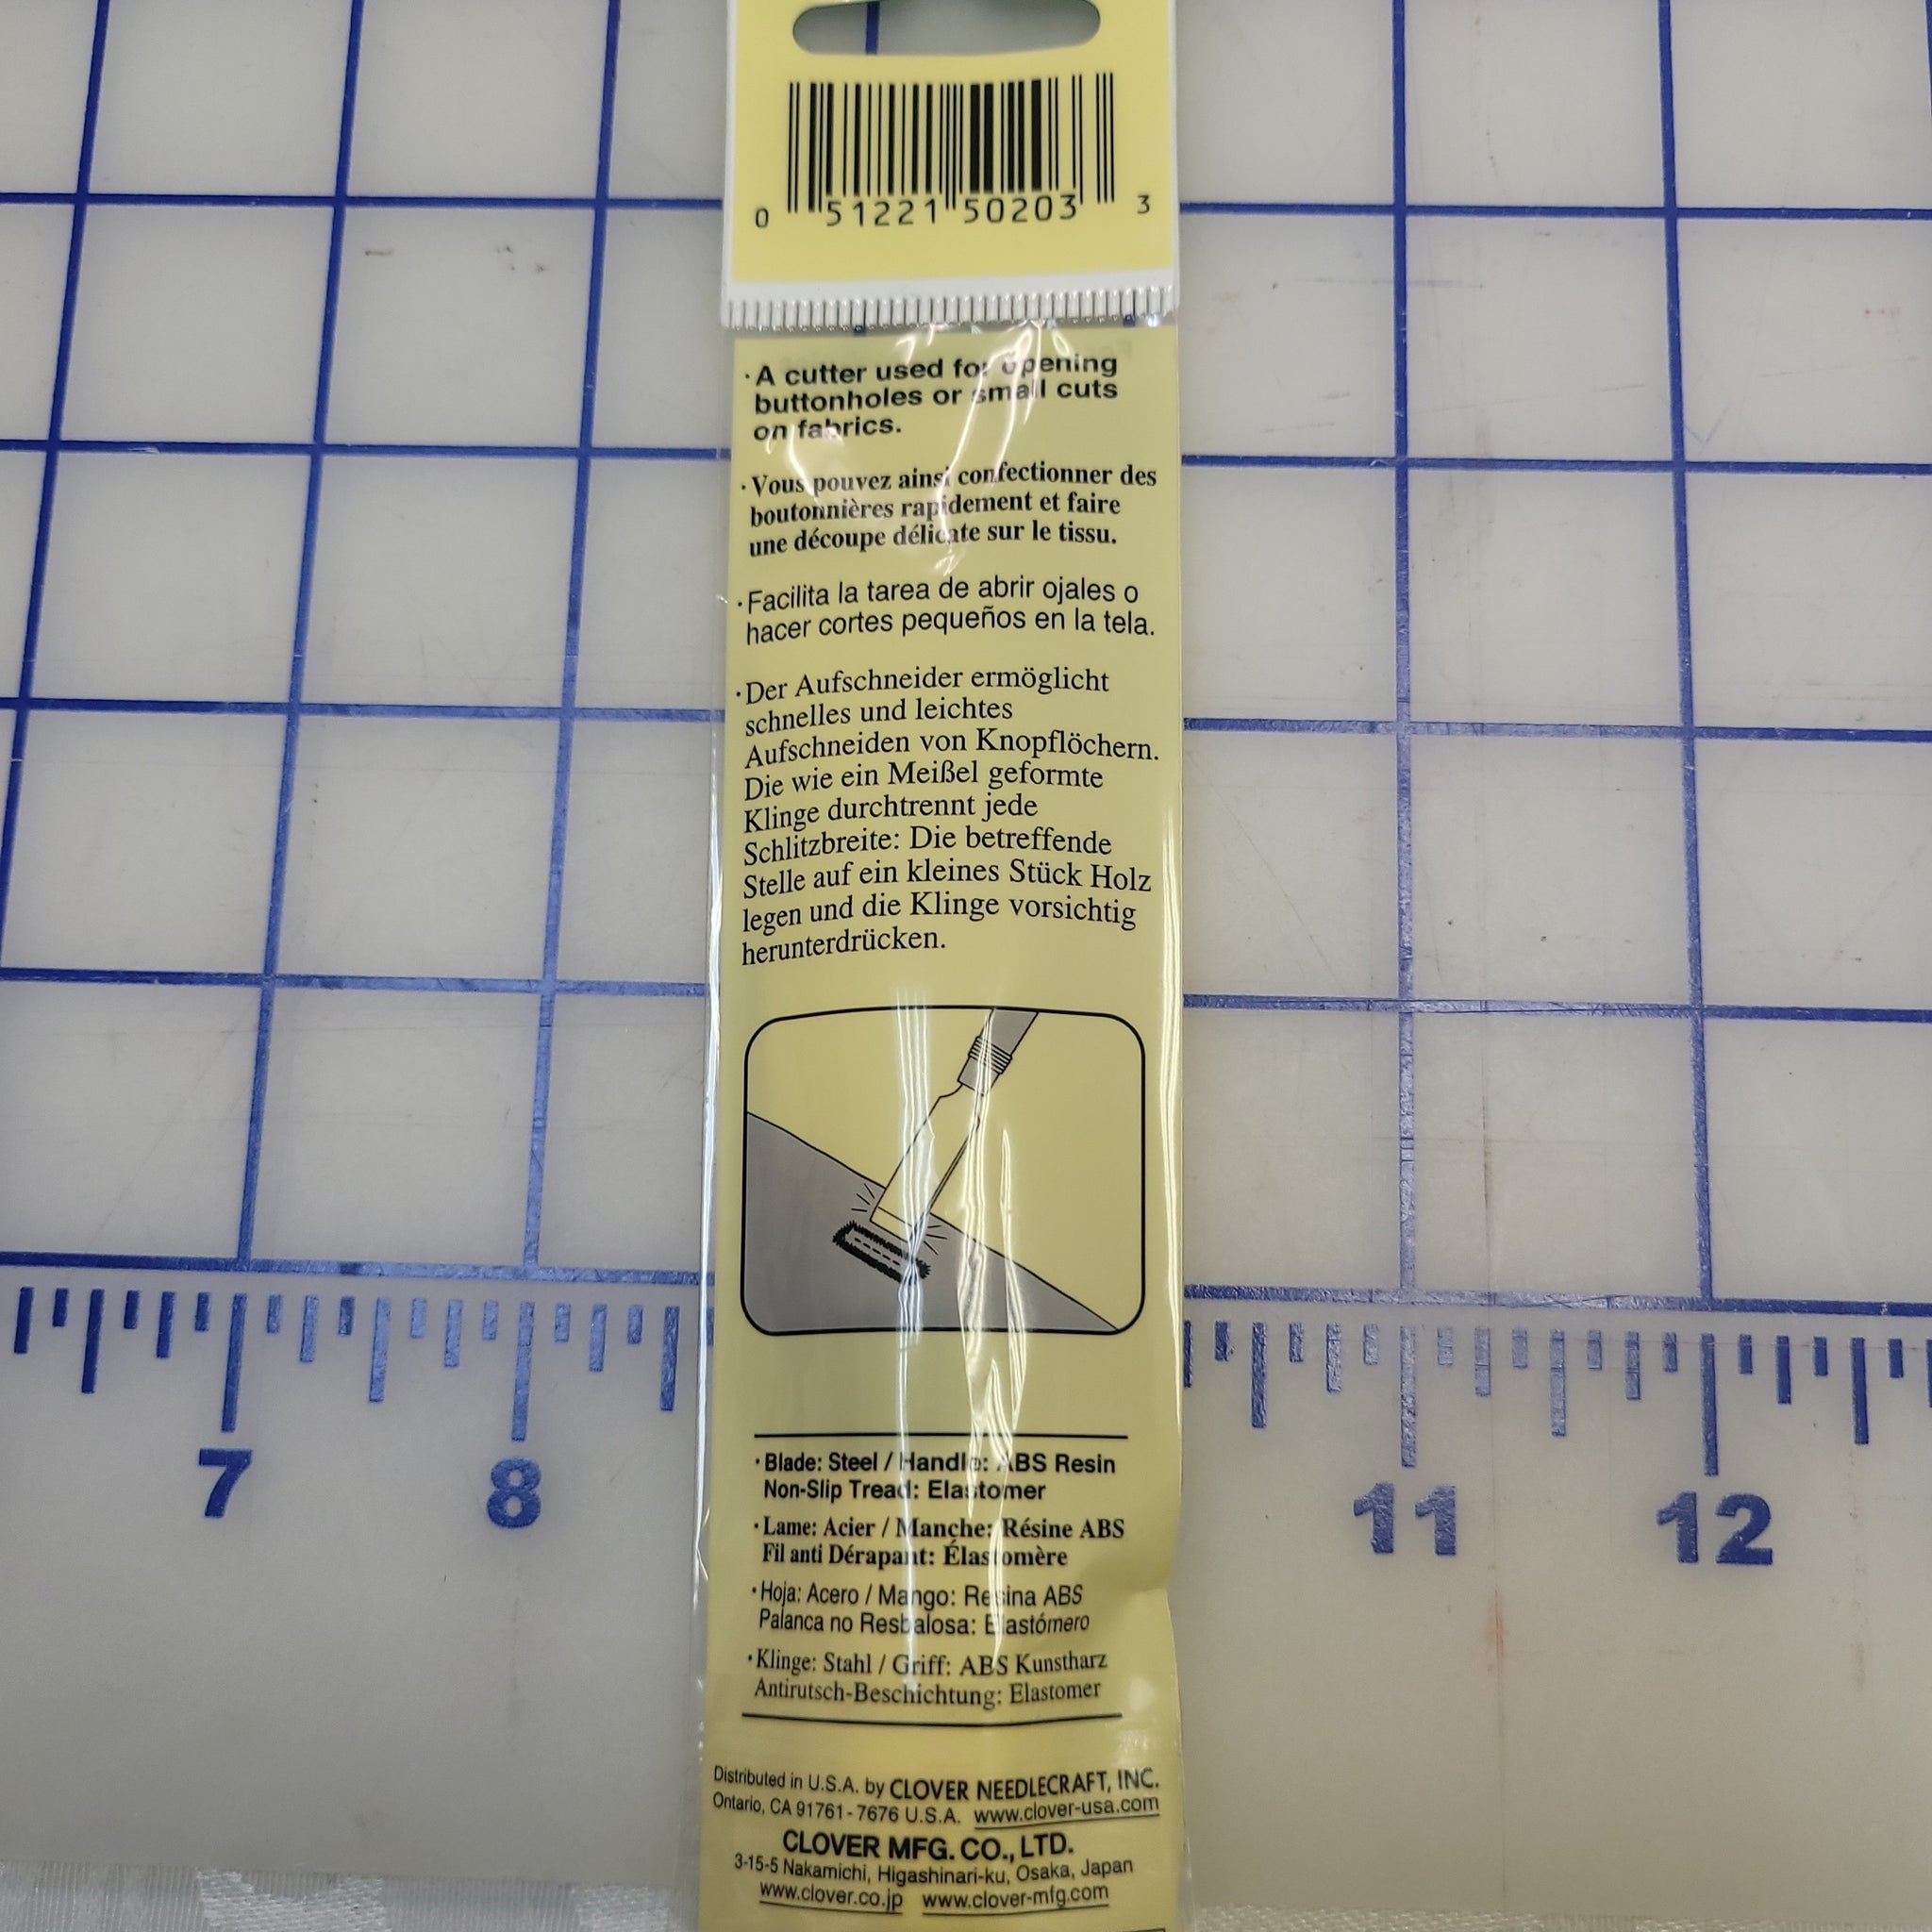 0 51221 50203 3
·A cutter used for opening
buttonholes or small cuts
on fabrics.
·Vous pouvez ainsi confectionner des
boutonnières rapidement et faire
une découpe délicate sur le tissu.
·Facilita la tarea de abrir ojales o
hacer cortes pequeños en la tela.
·Der Aufschneider ermöglicht
schnelles und leichtes
Aufschneiden von Knopflöchern.
Die wie ein Meißel geformte
Klinge durchtrennt jede
Schlitzbreite: Die betreffende
Stelle auf ein kleines Stück Holz
legen und die Klinge vorsichtig
herunterdrücken.
7 8 11 12
·Blade: Steel / Handle: ABS Resin
Non-Slip Tread: Elastomer
·Lame: Acier / Manche: Résine ABS
Fil anti Dérapant: Élastomère
·Hoja: Acero / Mango: Resina ABS
Palanca no Resbalosa: Elastómero
·Klinge: Stahl / Griff: ABS Kunstharz
Antirutsch-Beschichtung: Elastomer
Distributed in U.S.A. by CLOVER NEEDLECRAFT, INC.
Ontario, CA 91761-7676 U.S.A. www.clover-usa.com
CLOVER MFG. CO., LTD.
3-15-5 Nakamichi, Higashinari-ku, Osaka, Japan
www.clover.co.jp www.clover-mfg.com